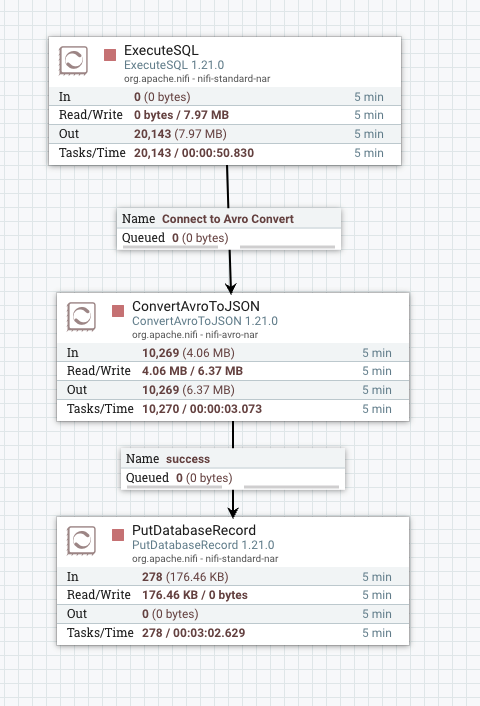 ExecuteSQL
ExecuteSQL 1.21.0
org.apache.nifi - nifi-standard-nar
In 0 (0 bytes) 5 min
Read/Write 0 bytes / 7.97 MB 5 min
Out 20,143 (7.97 MB) 5 min
Tasks/Time 20,143 / 00:00:50.830 5 min
Name Connect to Avro Convert
Queued 0 (0 bytes)
ConvertAvroToJSON
ConvertAvroToJSON 1.21.0
org.apache.nifi - nifi-avro-nar
In 10,269 (4.06 MB) 5 min
Read/Write 4.06 MB / 6.37 MB 5 min
Out 10,269 (6.37 MB) 5 min
Tasks/Time 10,270 / 00:00:03.073 5 min
Name success
Queued 0 (0 bytes)
PutDatabaseRecord
PutDatabaseRecord 1.21.0
org.apache.nifi - nifi-standard-nar
In 278 (176.46 KB) 5 min
Read/Write 176.46 KB / 0 bytes 5 min
Out 0 (0 bytes) 5 min
Tasks/Time 278 / 00:03:02.629 5 min